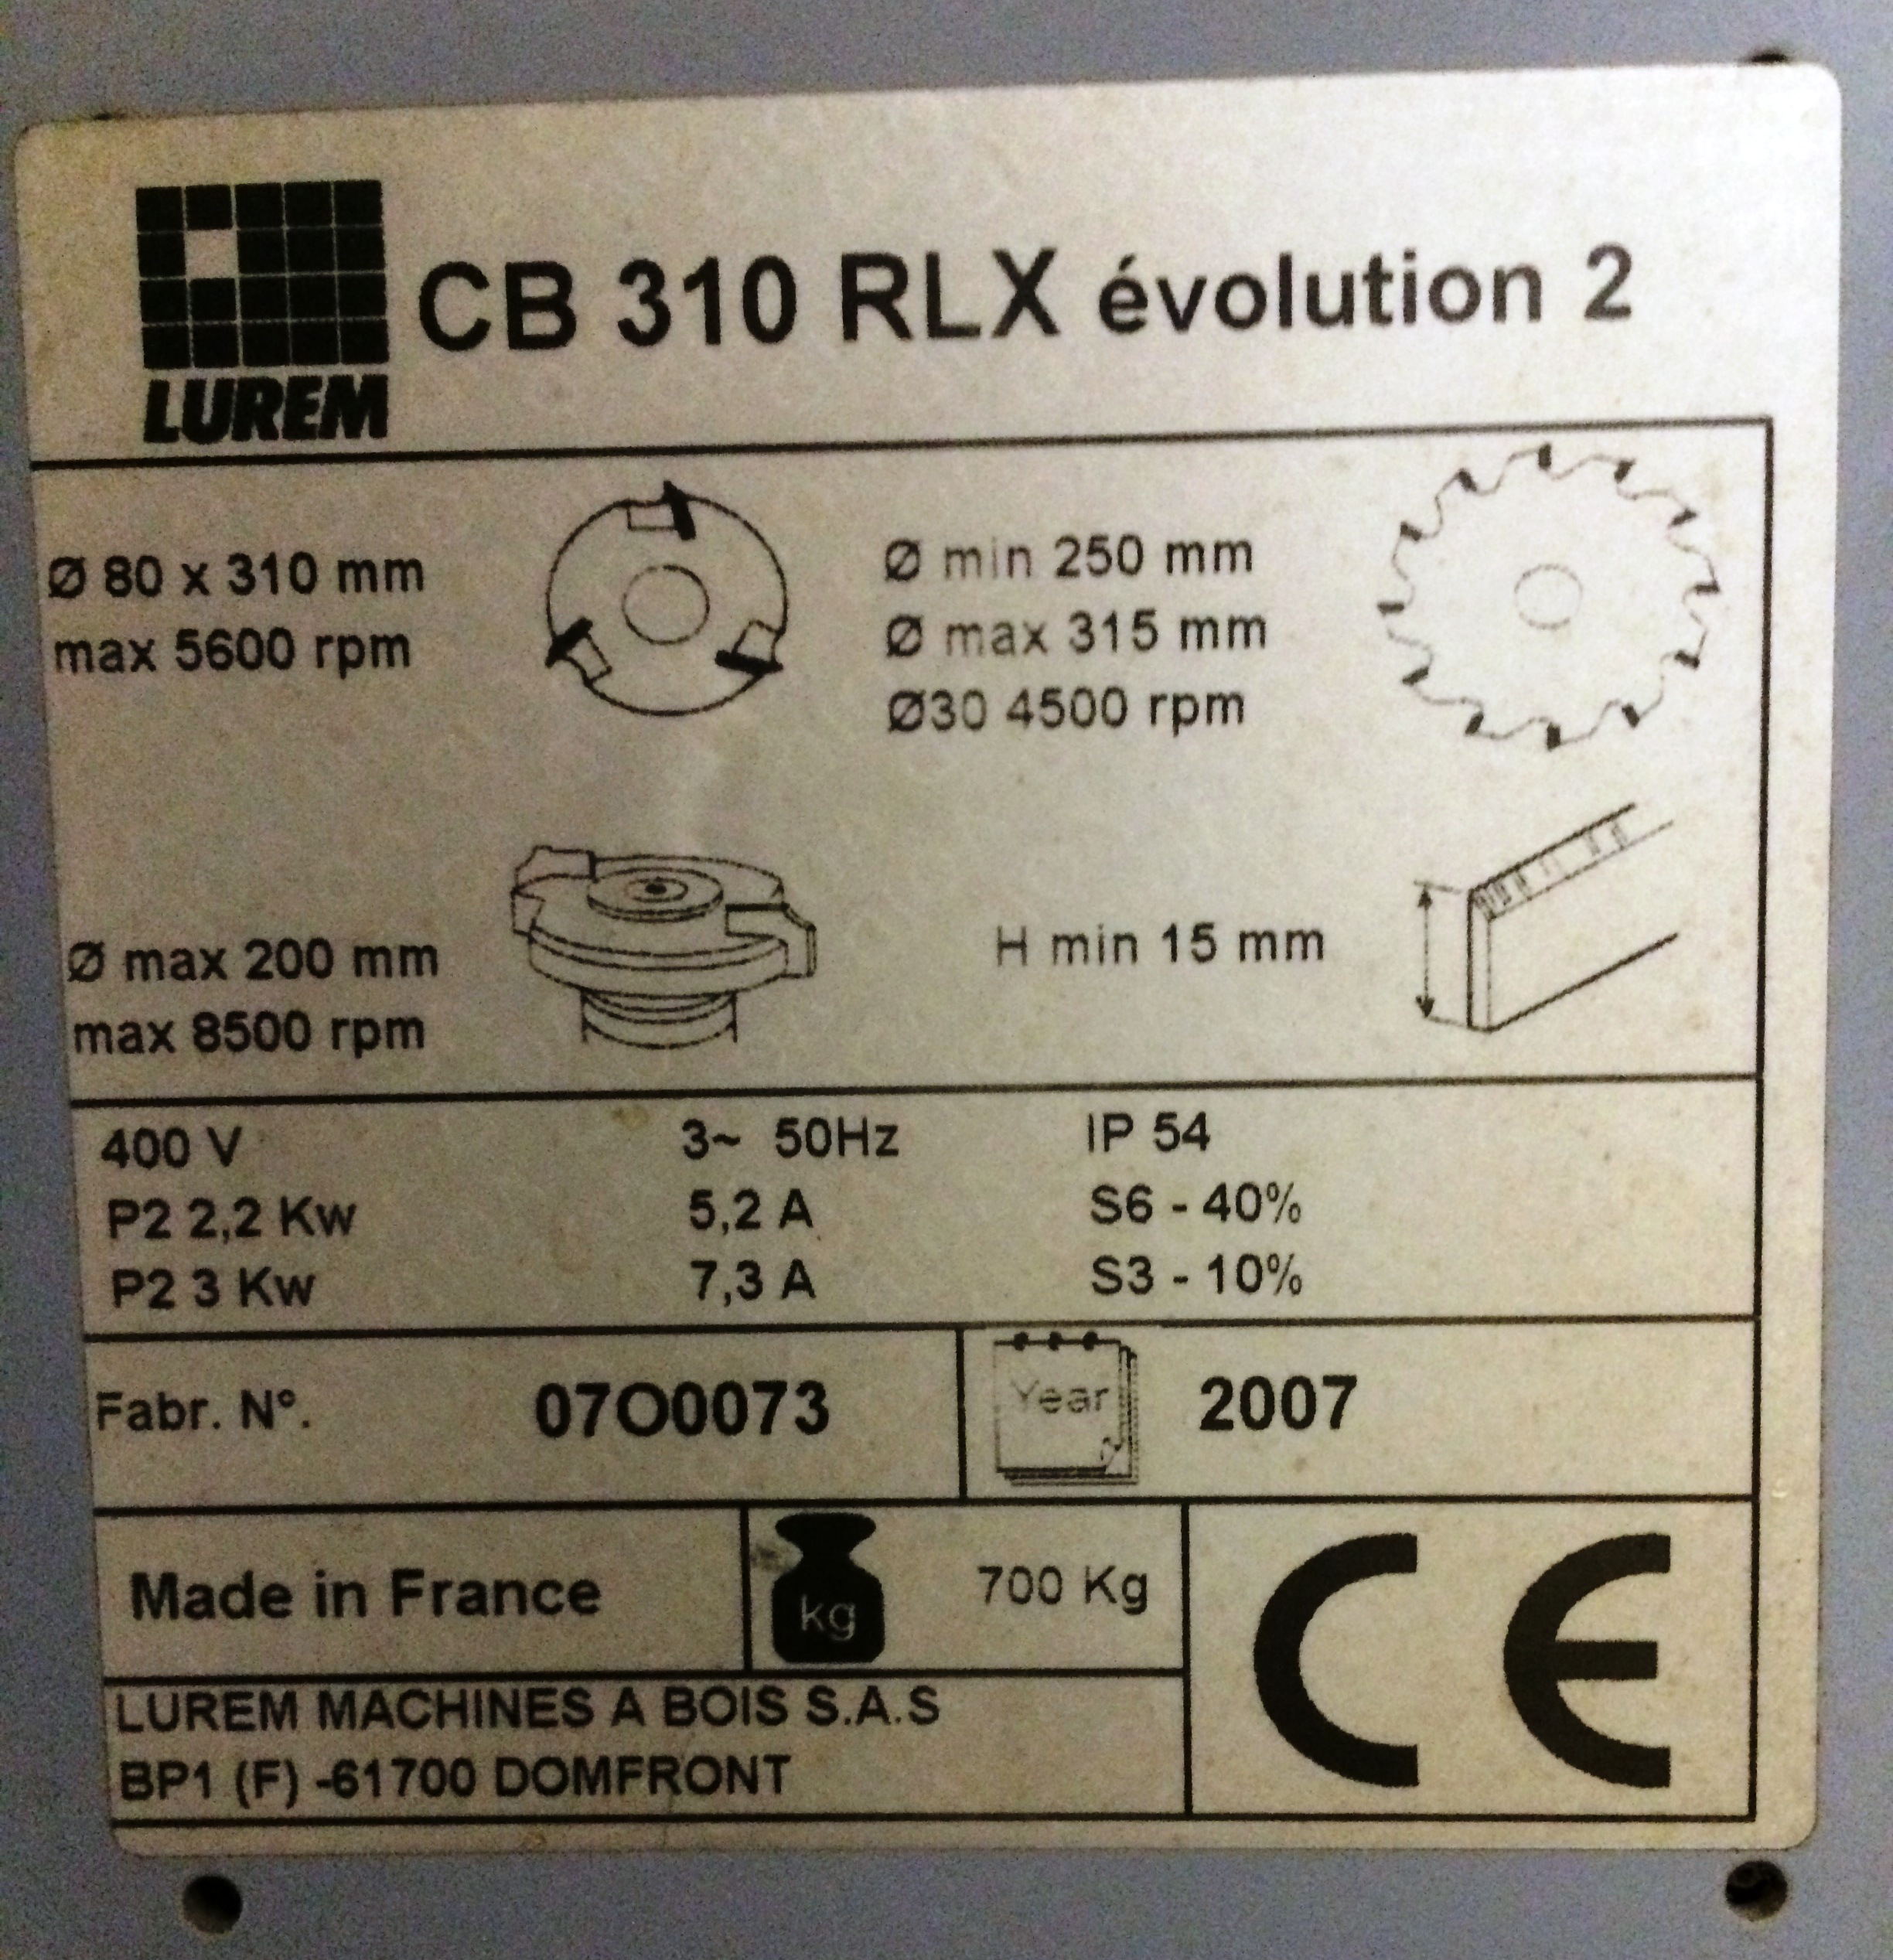 CB 310 RLX évolution 2
LUREM
Ø 80 x 310 mm
max 5600 rpm
Ø min 250 mm
Ø max 315 mm
Ø30 4500 rpm
Ø max 200 mm
max 8500 rpm
H min 15 mm
400 V 3~ 50Hz IP 54
P2 2,2 Kw 5,2 A S6 - 40%
P2 3 Kw 7,3 A S3 - 10%
Fabr. N°. 07O0073 Year 2007
Made in France kg 700 Kg
CE
LUREM MACHINES A BOIS S.A.S
BP1 (F) -61700 DOMFRONT